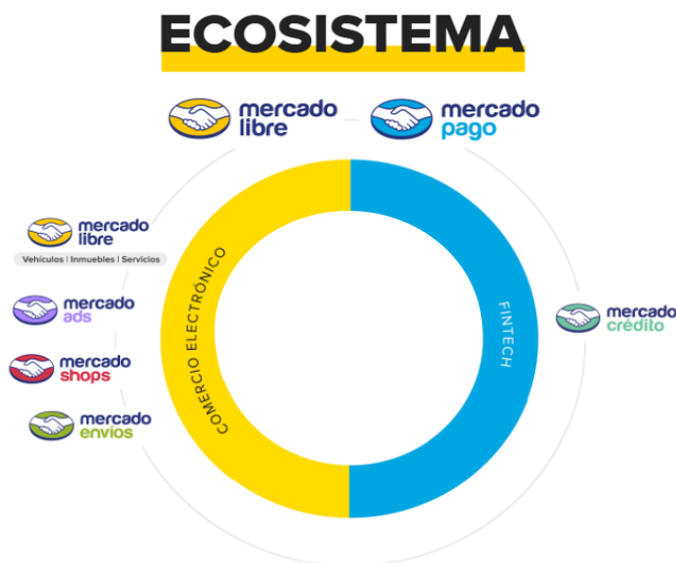 ECOSISTEMA
mercado
libre
mercado
pago
mercado
libre
Vehículos | Inmuebles | Servicios
mercado
ads
mercado
shops
mercado
envíos
COMERCIO ELECTRÓNICO
FINTECH
mercado
crédito